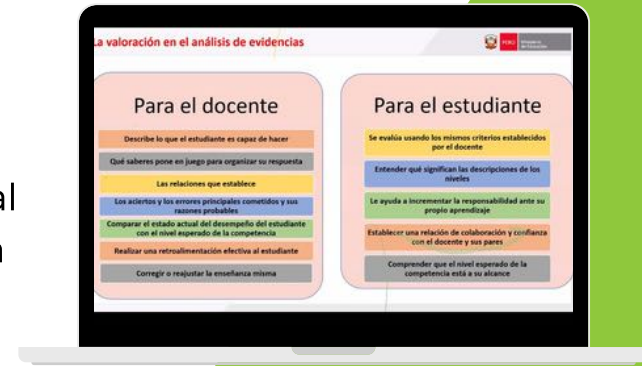 La valoración en el análisis de evidencias
PERÚ
Ministerio
de Educación
Para el docente
Describe lo que el estudiante es capaz de hacer
Qué saberes pone en juego para organizar su respuesta
Las relaciones que establece
Los aciertos y los errores principales cometidos y sus
razones probables
Comparar el estado actual del desempeño del estudiante
con el nivel esperado de la competencia
Realizar una retroalimentación efectiva al estudiante
Corregir o reajustar la enseñanza misma
Para el estudiante
Se evalúa usando los mismos criterios establecidos
por el docente
Entender qué significan las descripciones de los
niveles
Le ayuda a incrementar la responsabilidad ante su
propio aprendizaje
Establecer una relación de colaboración y confianza
con el docente y sus pares
Comprender que el nivel esperado de la
competencia está a su alcance